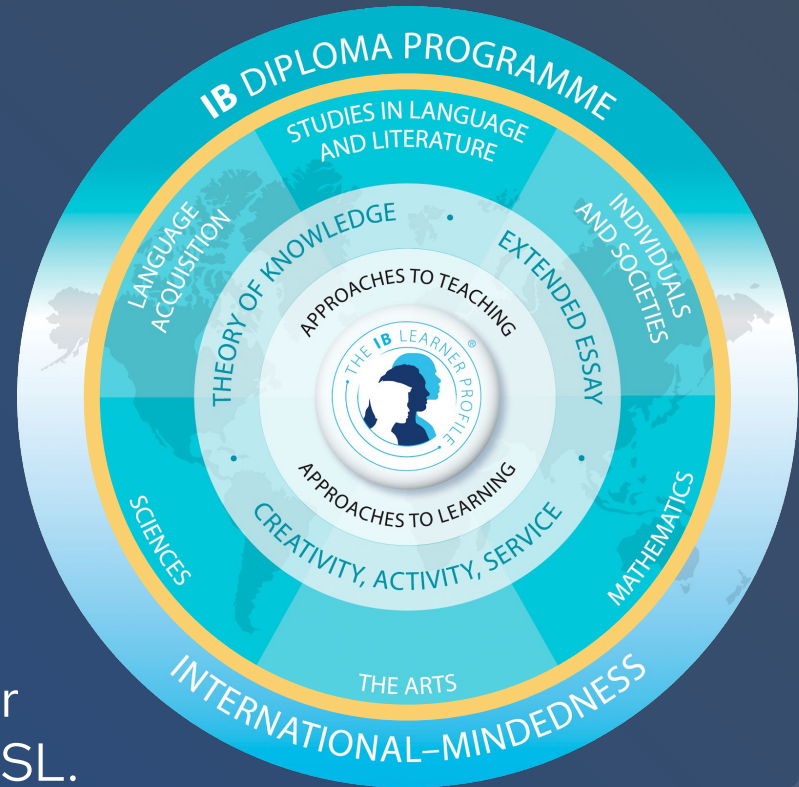 IB DIPLOMA PROGRAMME
STUDIES IN LANGUAGE
AND LITERATURE
LANGUAGE
ACQUISITION
INDIVIDUALS
AND SOCIETIES
THEORY OF KNOWLEDGE
EXTENDED ESSAY
APPROACHES TO TEACHING
THE IB LEARNER PROFILE ®
APPROACHES TO LEARNING
CREATIVITY, ACTIVITY, SERVICE
SCIENCES
MATHEMATICS
THE ARTS
INTERNATIONAL–MINDEDNESS
r
SL.